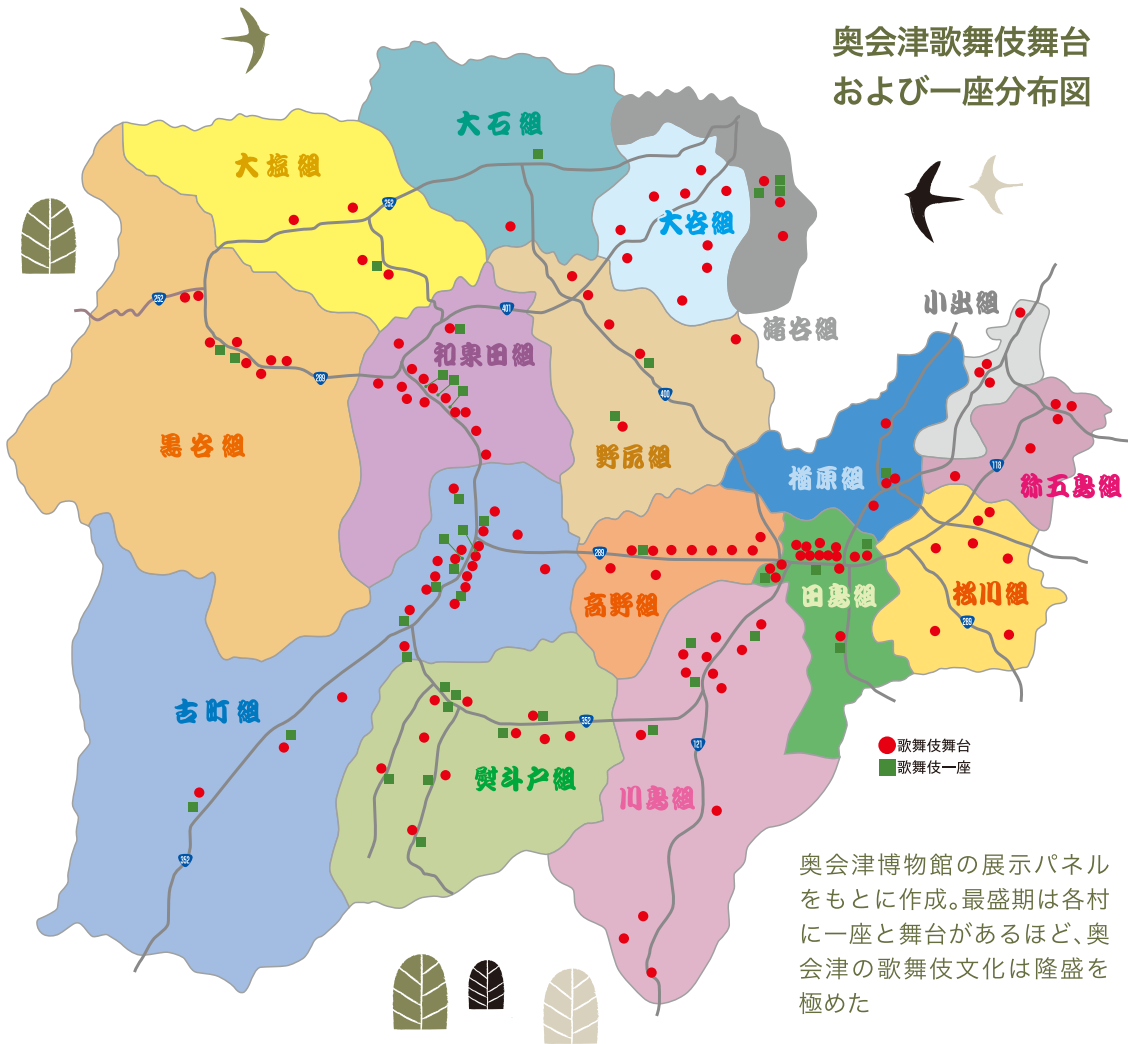 奥会津歌舞伎舞台
および一座分布図
大石組
大塩組
大谷組
滝谷組
小出組
和泉田組
黒谷組
野尻組
楢原組
弥五島組
高野組
田島組
松川組
古町組
熨斗戸組
川島組
252
252
401
289
400
118
289
289
352
121
352
歌舞伎舞台
歌舞伎一座
奥会津博物館の展示パネル
をもとに作成。最盛期は各村
に一座と舞台があるほど、奥
会津の歌舞伎文化は隆盛を
極めた